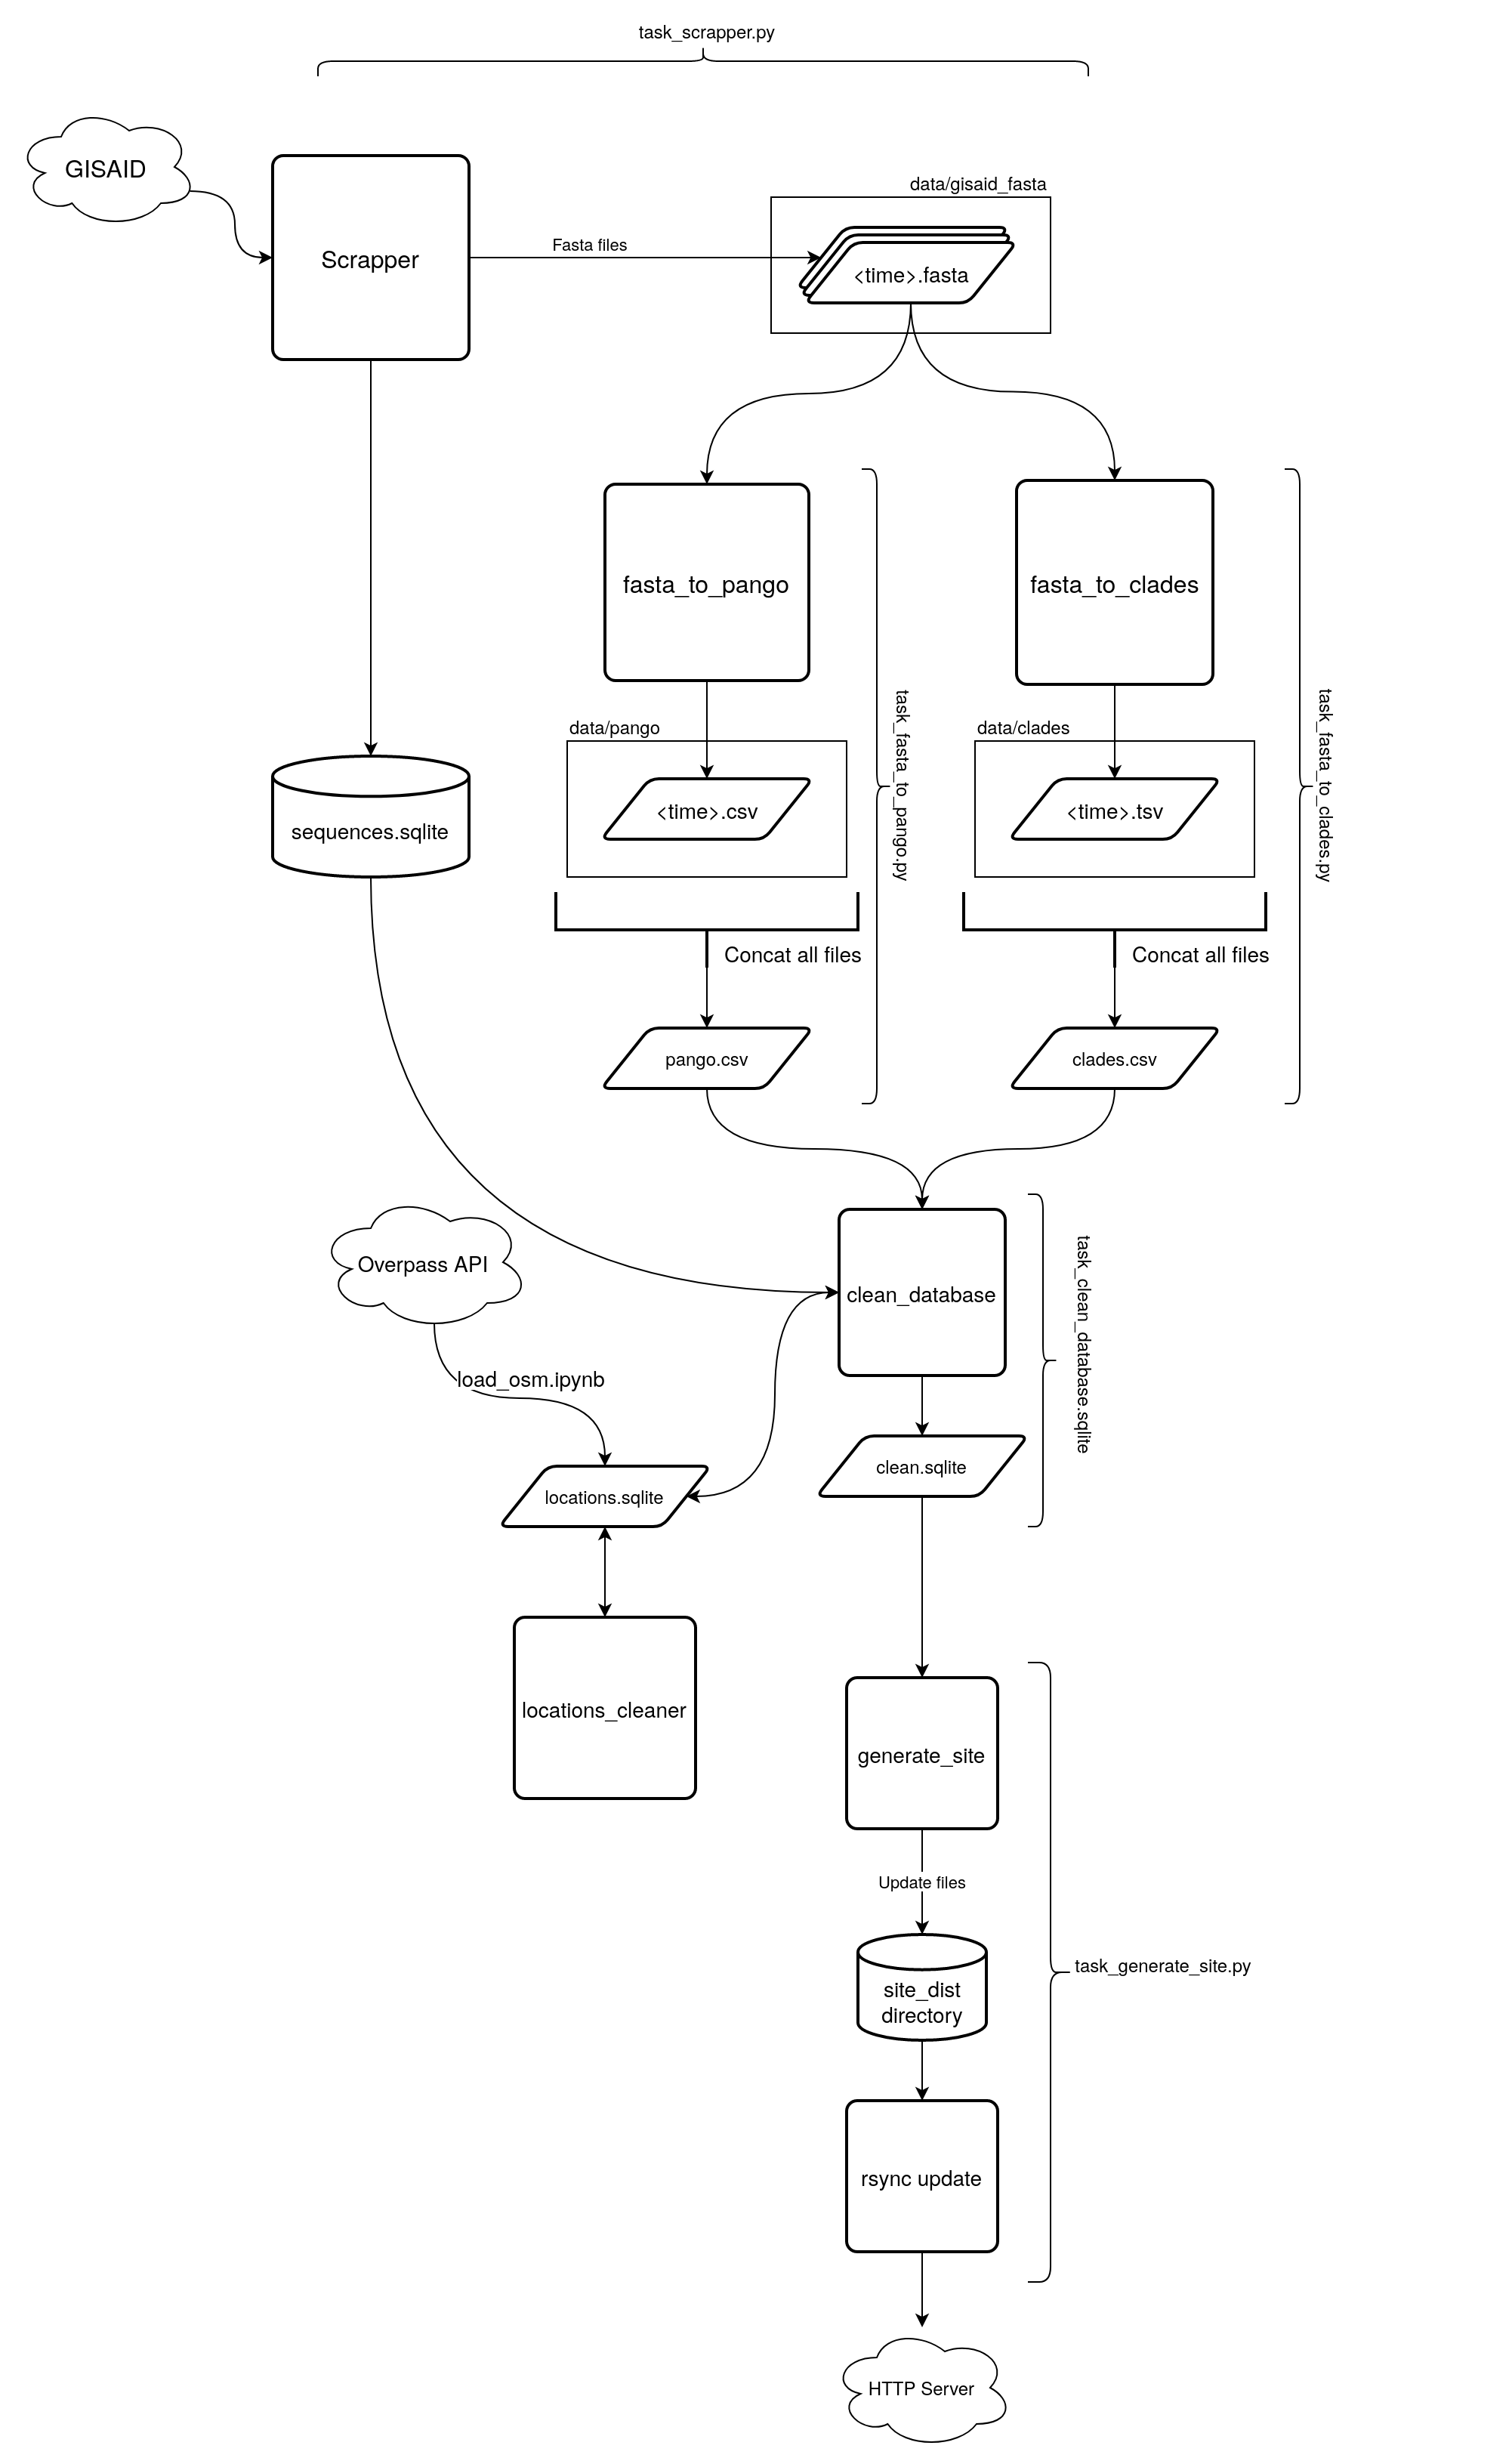 task_scrapper.py
GISAID
Scrapper
Fasta files
data/gisaid_fasta
<time>.fasta
fasta_to_pango
fasta_to_clades
task_fasta_to_pango.py
task_fasta_to_clades.py
data/pango
<time>.csv
data/clades
<time>.tsv
sequences.sqlite
Concat all files
Concat all files
pango.csv
clades.csv
Overpass API
clean_database
task_clean_database.sqlite
load_osm.ipynb
clean.sqlite
locations.sqlite
locations_cleaner
generate_site
Update files
task_generate_site.py
site_dist
directory
rsync update
HTTP Server